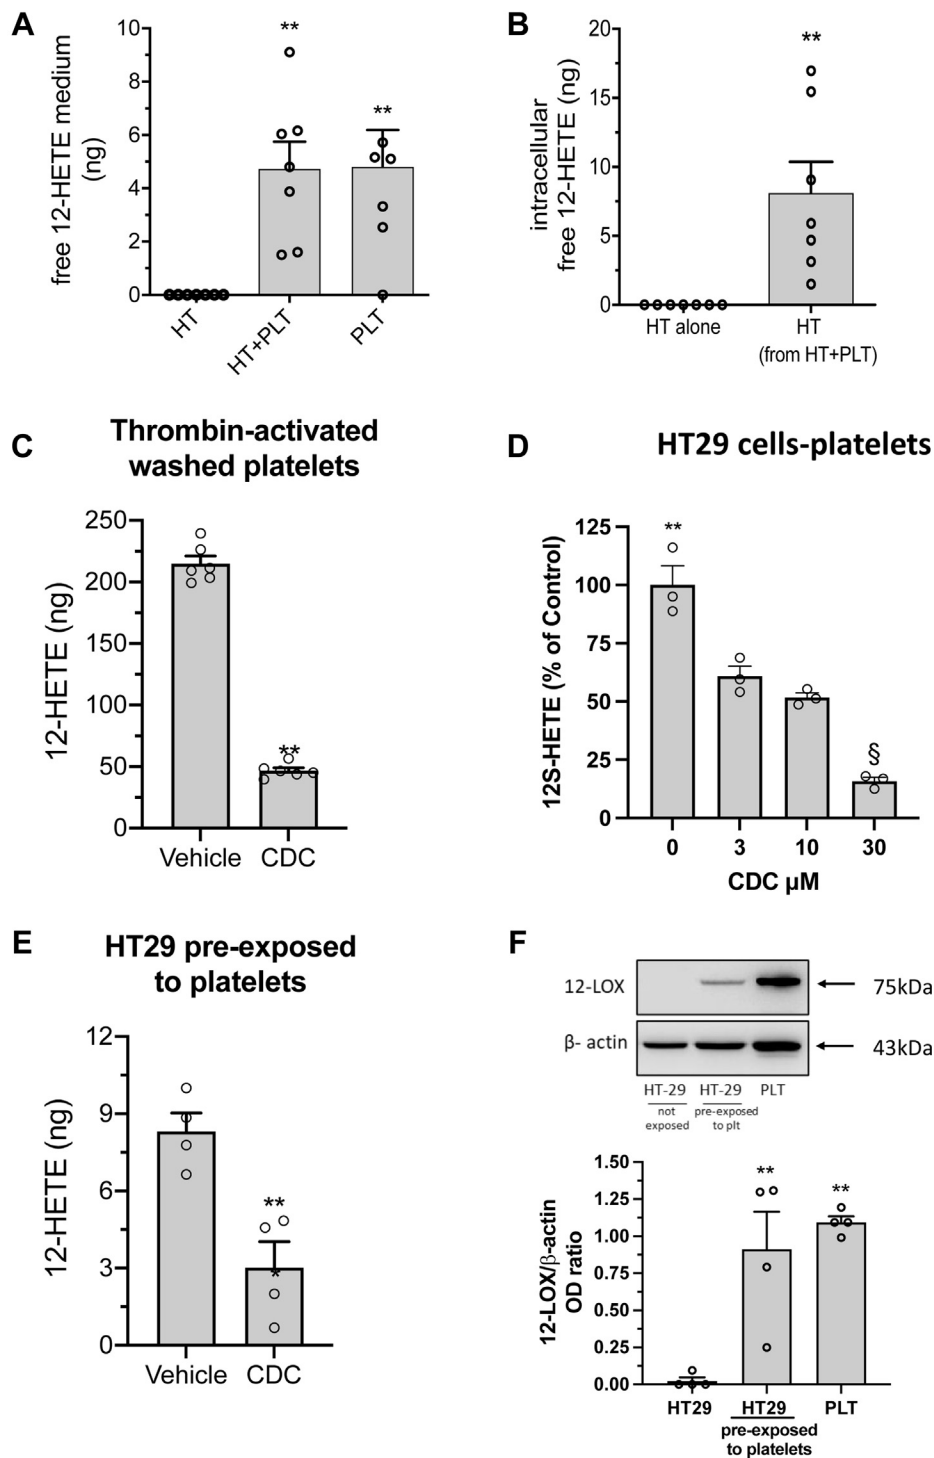 A
free 12-HETE medium
(ng)
10
8
6
4
2
0
**
**
HT
HT+PLT
PLT
B
intracellular
free 12-HETE (ng)
20
15
10
5
0
**
HT alone
HT
(from HT+PLT)
C
Thrombin-activated
washed platelets
12-HETE (ng)
250
200
150
100
50
0
**
Vehicle
CDC
D
HT29 cells-platelets
12S-HETE (% of Control)
125
100
75
50
25
0
**
§
0
3
10
30
CDC µM
E
HT29 pre-exposed
to platelets
12-HETE (ng)
12
9
6
3
0
**
*
Vehicle
CDC
F
12-LOX
75kDa
β- actin
43kDa
HT-29
not
exposed
HT-29
pre-exposed
to plt
PLT
12-LOX/β-actin
OD ratio
1.50
1.25
1.00
0.75
0.50
0.25
0.00
**
**
HT29
HT29
pre-exposed
to platelets
PLT